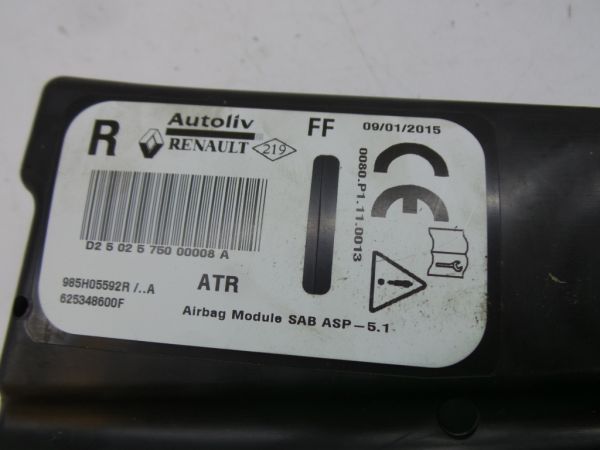 R
Autoliv
RENAULT
219
FF
09/01/2015
0080.P1.11.0013
CE
D2 5 02 5 750 00008 A
985H05592R /..A
625348600F
ATR
Airbag Module SAB ASP-5.1